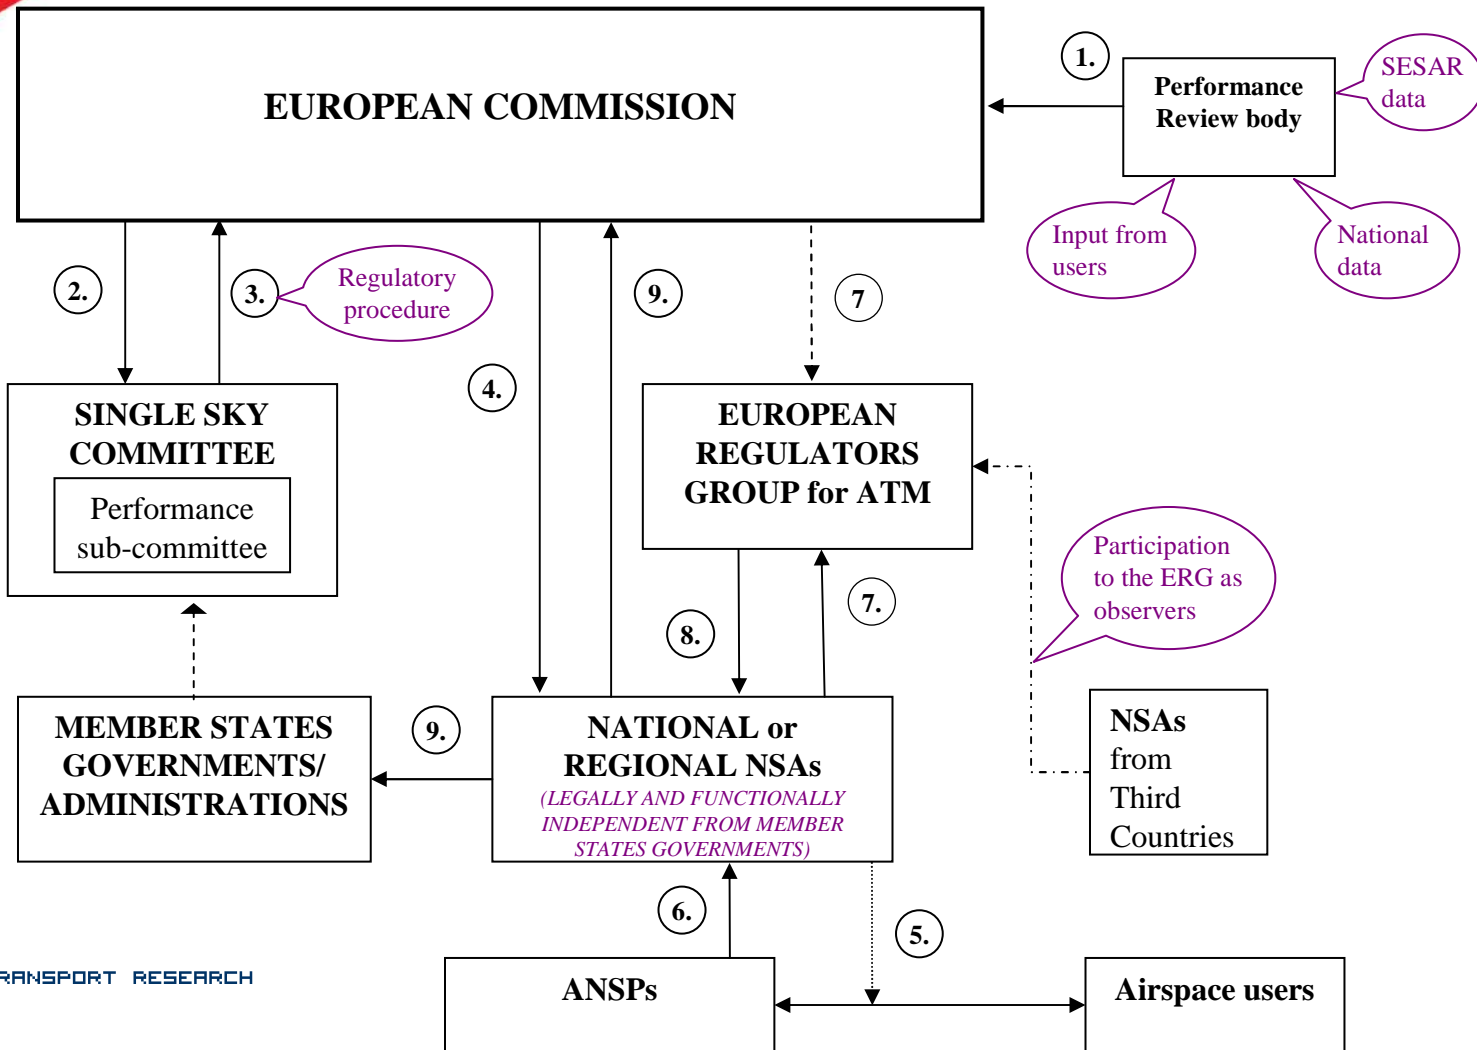 1.
Performance
Review body
SESAR
data
EUROPEAN COMMISSION
Input from
users
National
data
2.
3.
Regulatory
procedure
9.
7
4.
SINGLE SKY
COMMITTEE
Performance
sub-committee
EUROPEAN
REGULATORS
GROUP for ATM
Participation
to the ERG as
observers
8.
7.
MEMBER STATES
GOVERNMENTS/
ADMINISTRATIONS
9.
NATIONAL or
REGIONAL NSAs
(LEGALLY AND FUNCTIONALLY
INDEPENDENT FROM MEMBER
STATES GOVERNMENTS)
NSAs
from
Third
Countries
6.
5.
RANSPORT RESEARCH
ANSPs
Airspace users